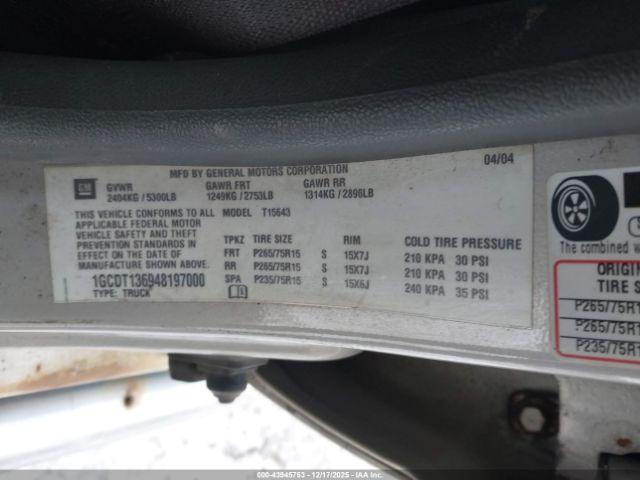 MFD BY GENERAL MOTORS CORPORATION 04/04
GM GVWR GAWR FRT GAWR RR
2404KG / 5300LB 1249KG / 2753LB 1314KG / 2896LB
THIS VEHICLE CONFORMS TO ALL MODEL T15643
APPLICABLE FEDERAL MOTOR
VEHICLE SAFETY AND THEFT
PREVENTION STANDARDS IN
EFFECT ON THE DATE OF
MANUFACTURE SHOWN ABOVE.
1GCDT136948197000
TYPE: TRUCK
TPKZ TIRE SIZE RIM COLD TIRE PRESSURE
FRT P265/75R15 S 15X7J 210 KPA 30 PSI
RR P265/75R15 S 15X7J 210 KPA 30 PSI
SPA P235/75R15 S 15X6J 240 KPA 35 PSI
The combined w
ORIGIN
TIRE S
P265/75R1
P265/75R1
P235/75R1
000-43945753 - 12/17/2025 - IAAI.COM